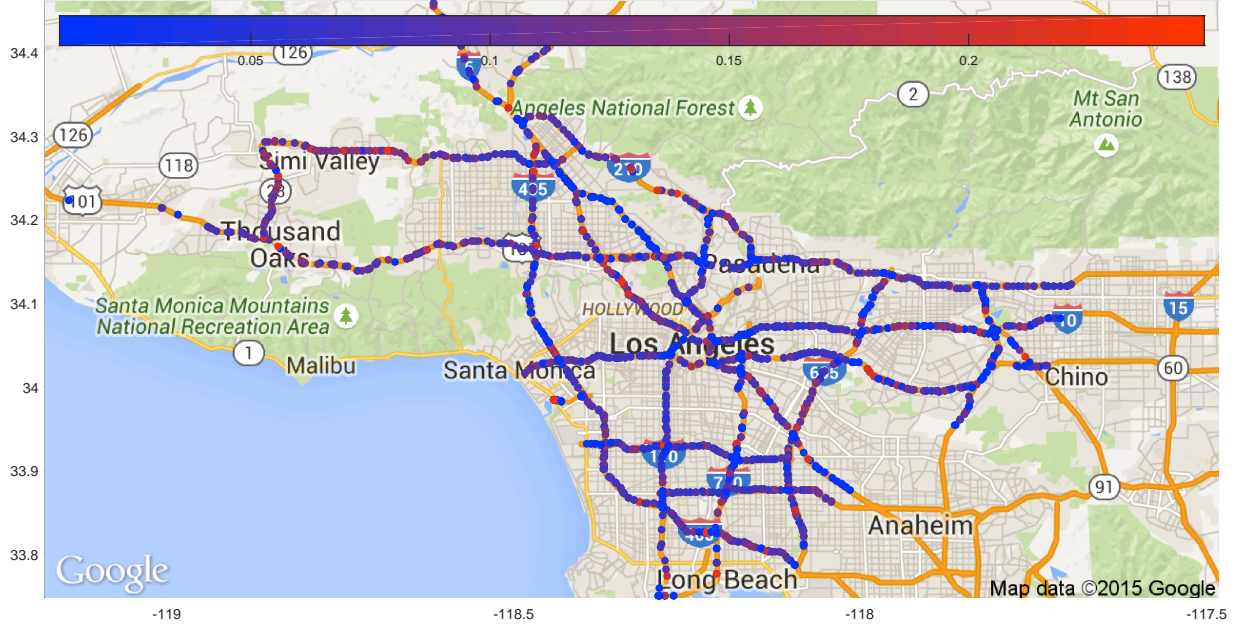 34.4
34.3
34.2
34.1
34
33.9
33.8
0.05
0.1
0.15
0.2
126
5
2
138
Angeles National Forest
Mt San
Antonio
126
118
Simi Valley
210
405
23
101
Thousand
Oaks
101
Pasadena
Santa Monica Mountains
National Recreation Area
HOLLYWOOD
15
10
1
Malibu
Los Angeles
Santa Monica
605
Chino
60
110
710
91
405
Anaheim
Google
Long Beach
Map data ©2015 Google
-119
-118.5
-118
-117.5